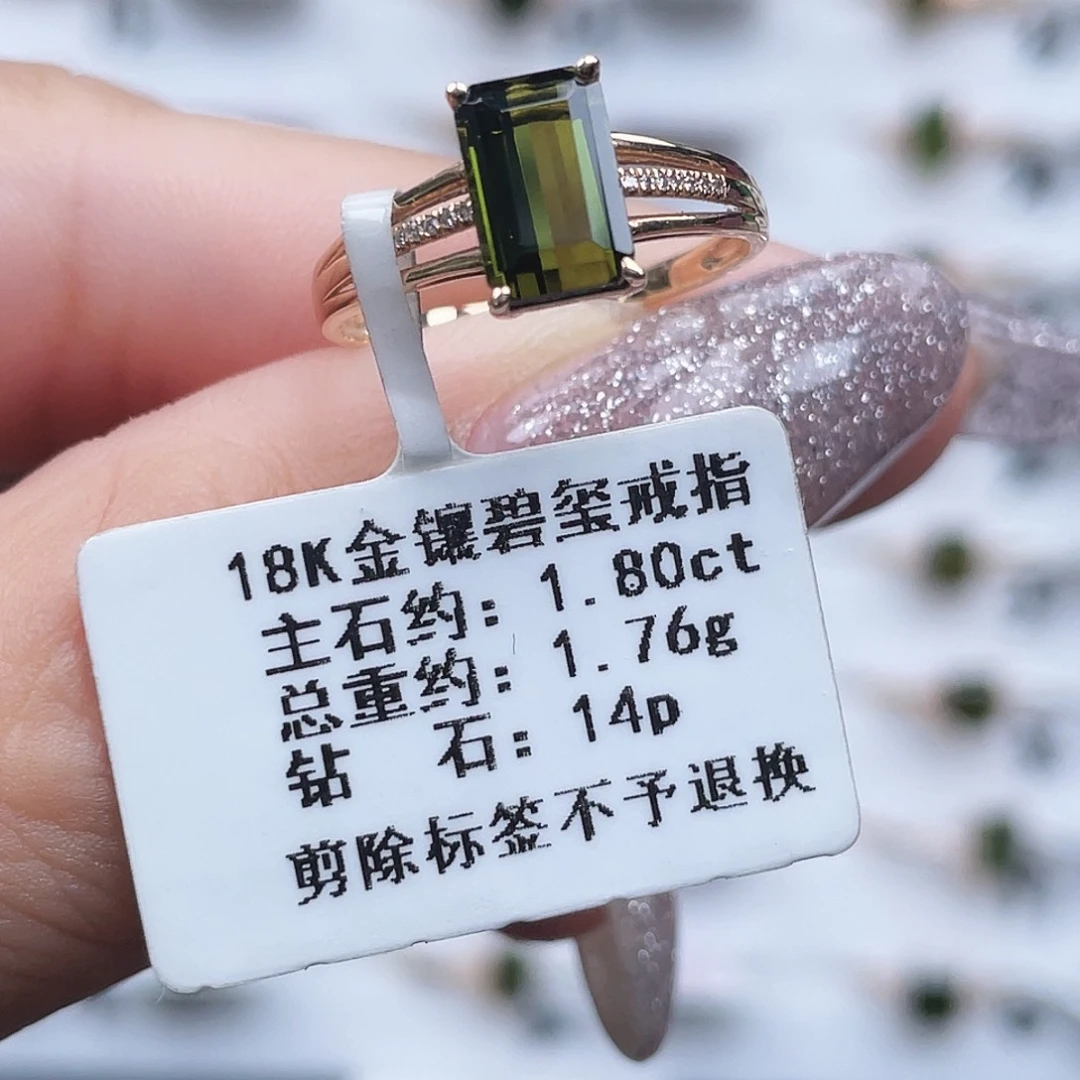 18K金镶碧玺戒指
主石约: 1.80ct
总重约: 1.76g
钻 石: 14p
剪除标签不予退换